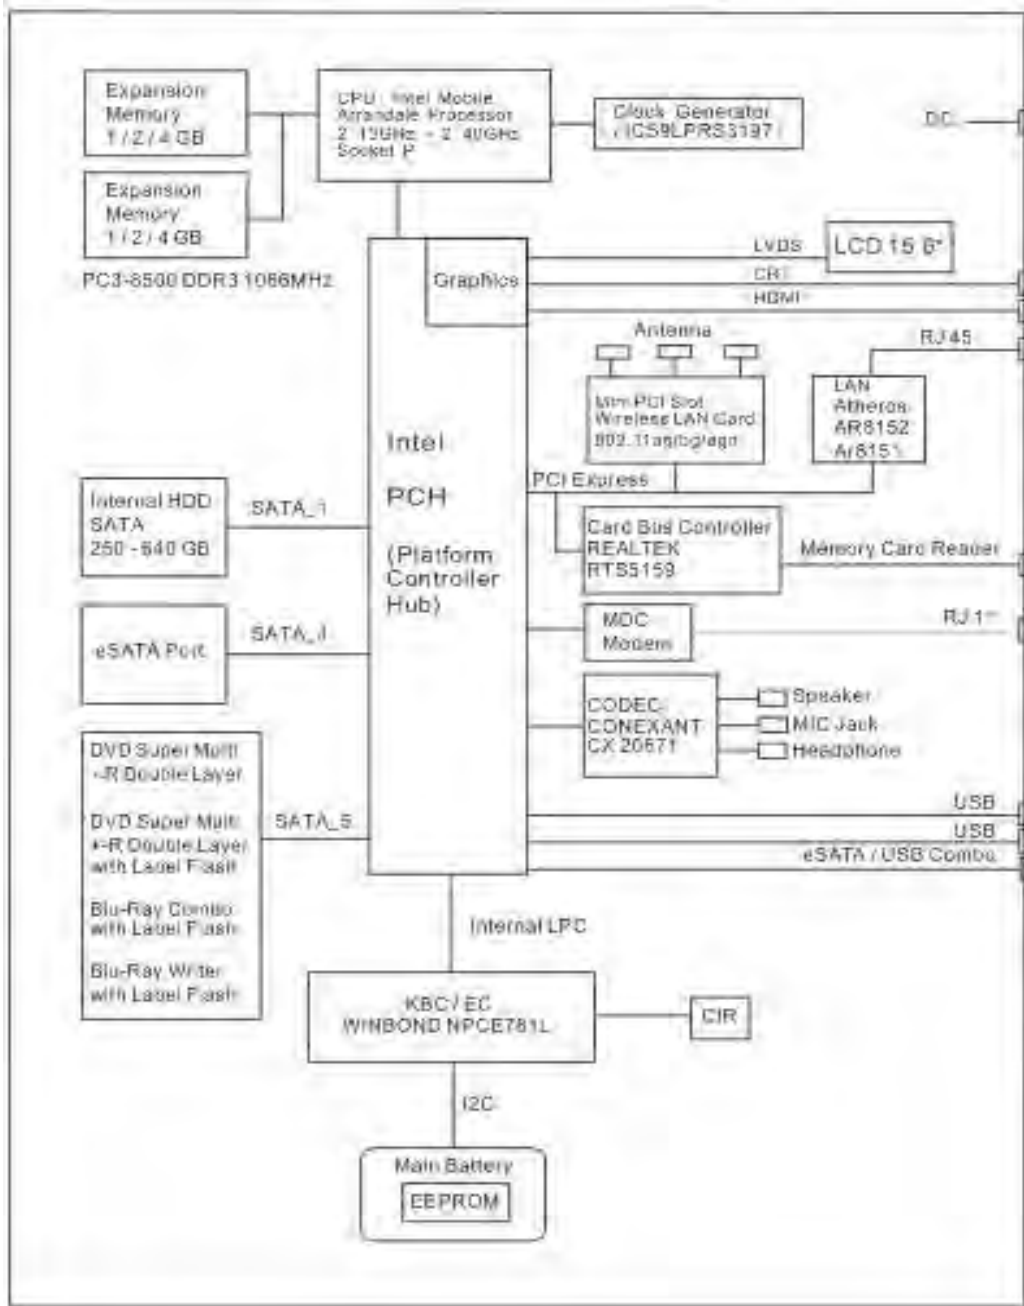 Expansion
Memory
1 / 2 / 4 GB
CPU : Intel Mobile
Arrandale Processor
2.13GHz - 2.40GHz
Socket P
Clock Generator
DC
Expansion
Memory
1 / 2 / 4 GB
PC3-8500 DDR3 1066MHz
Graphics
LVDS
LCD 15.6"
CRT
HDMI
Antenna
RJ45
Mini PCI Slot
Wireless LAN Card
LAN
Atheros
AR8152
Ar8151
Intel
PCH
(Platform
Controller
Hub)
PCI Express
Internal HDD
SATA
250 - 640 GB
SATA_1
Card Bus Controller
REALTEK
RTS5159
Memory Card Reader
eSATA Port
MDC
Modem
RJ11
CODEC
CONEXANT
CX 20671
Speaker
MIC Jack
Headphone
DVD Super Multi
+-R Double Layer
DVD Super Multi
+-R Double Layer
with Label Flash
Blu-Ray Combo
with Label Flash
Blu-Ray Writer
with Label Flash
SATA_5
USB
USB
eSATA / USB Combo
Internal LPC
KBC / EC
WINBOND NPCE781L
CIR
I2C
Main Battery
EEPROM